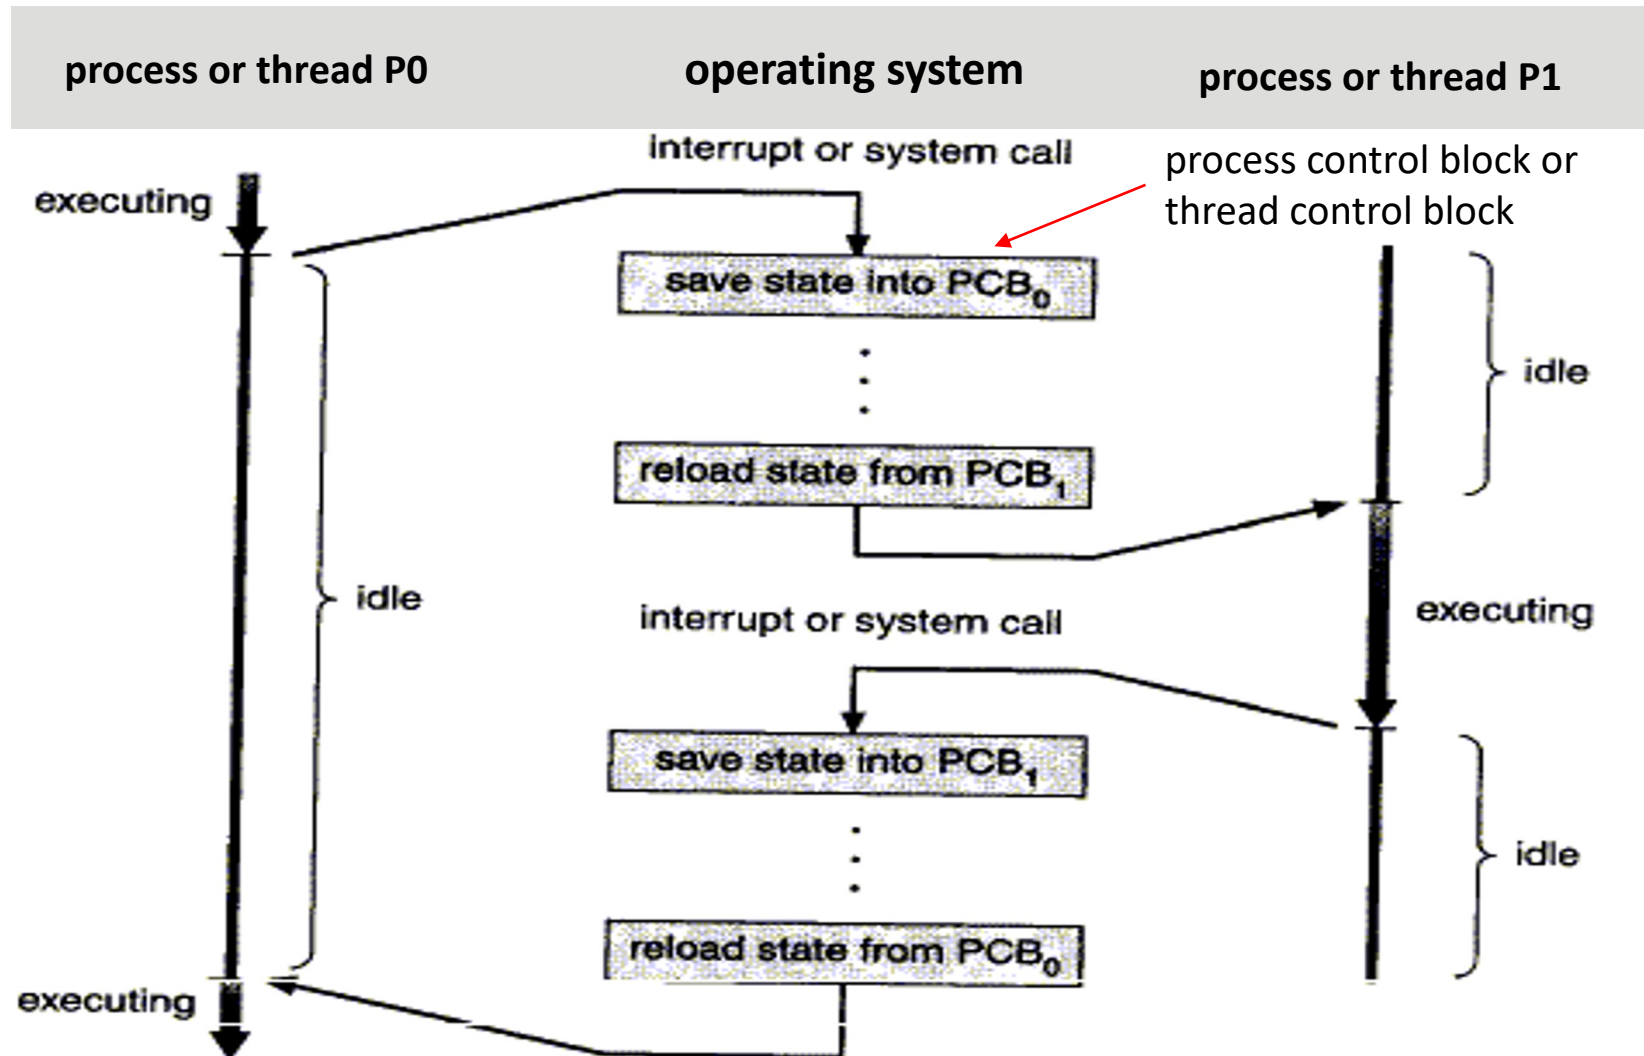 process or thread P0
operating system
process or thread P1
interrupt or system call
process control block or
thread control block
executing
save state into PCB₀
idle
reload state from PCB₁
idle
interrupt or system call
executing
save state into PCB₁
idle
reload state from PCB₀
executing